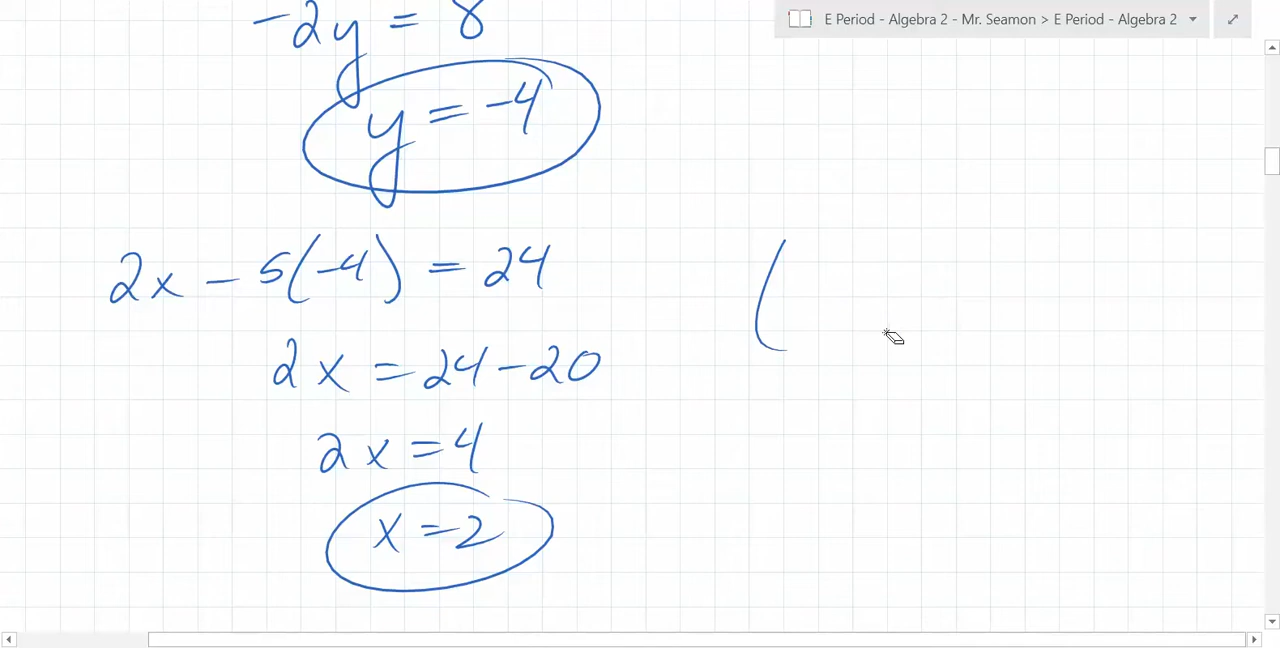 E Period - Algebra 2 - Mr. Seamon > E Period - Algebra 2
-2y = 8
y = -4
2x - 5(-4) = 24
(
2x = 24 - 20
2x = 4
x = 2